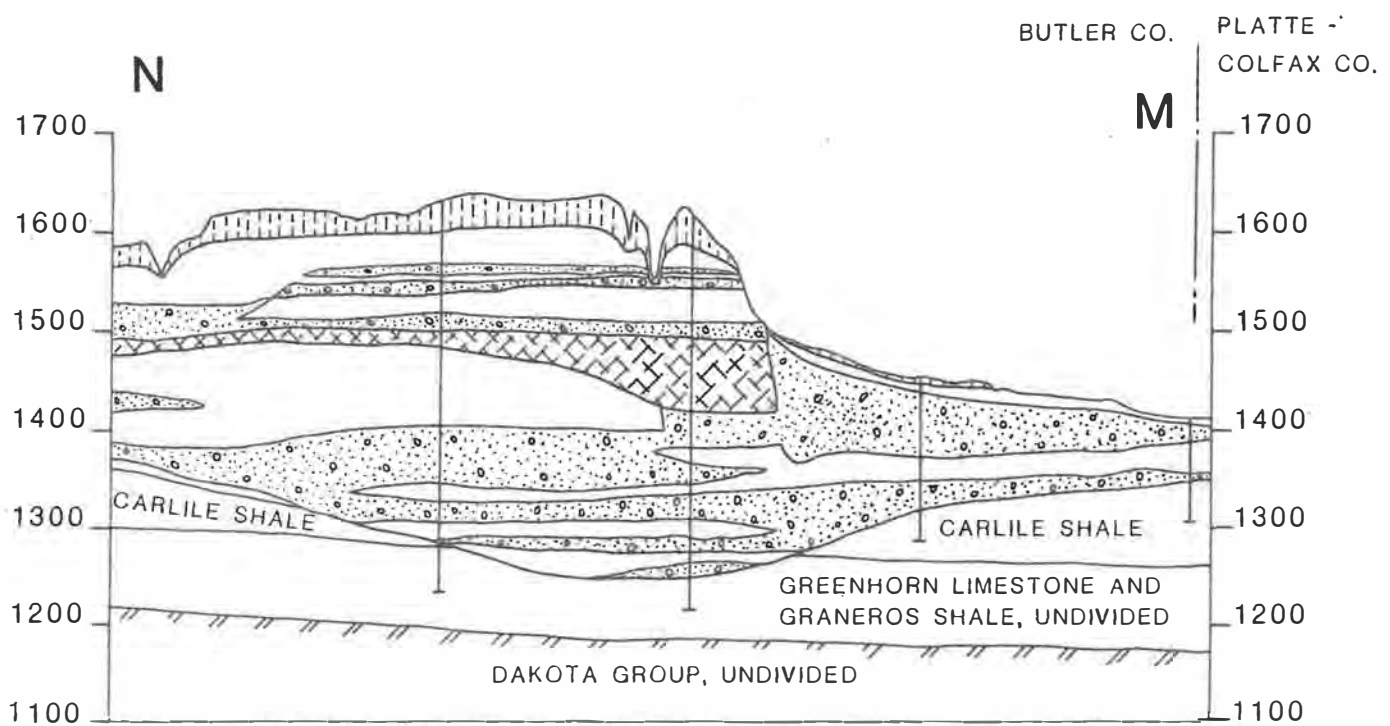 BUTLER CO.
PLATTE -
COLFAX CO.
N
M
1700
1700
1600
1600
1500
1500
1400
1400
CARLILE SHALE
1300
CARLILE SHALE
1300
GREENHORN LIMESTONE AND
GRANEROS SHALE, UNDIVIDED
1200
1200
DAKOTA GROUP, UNDIVIDED
1100
1100